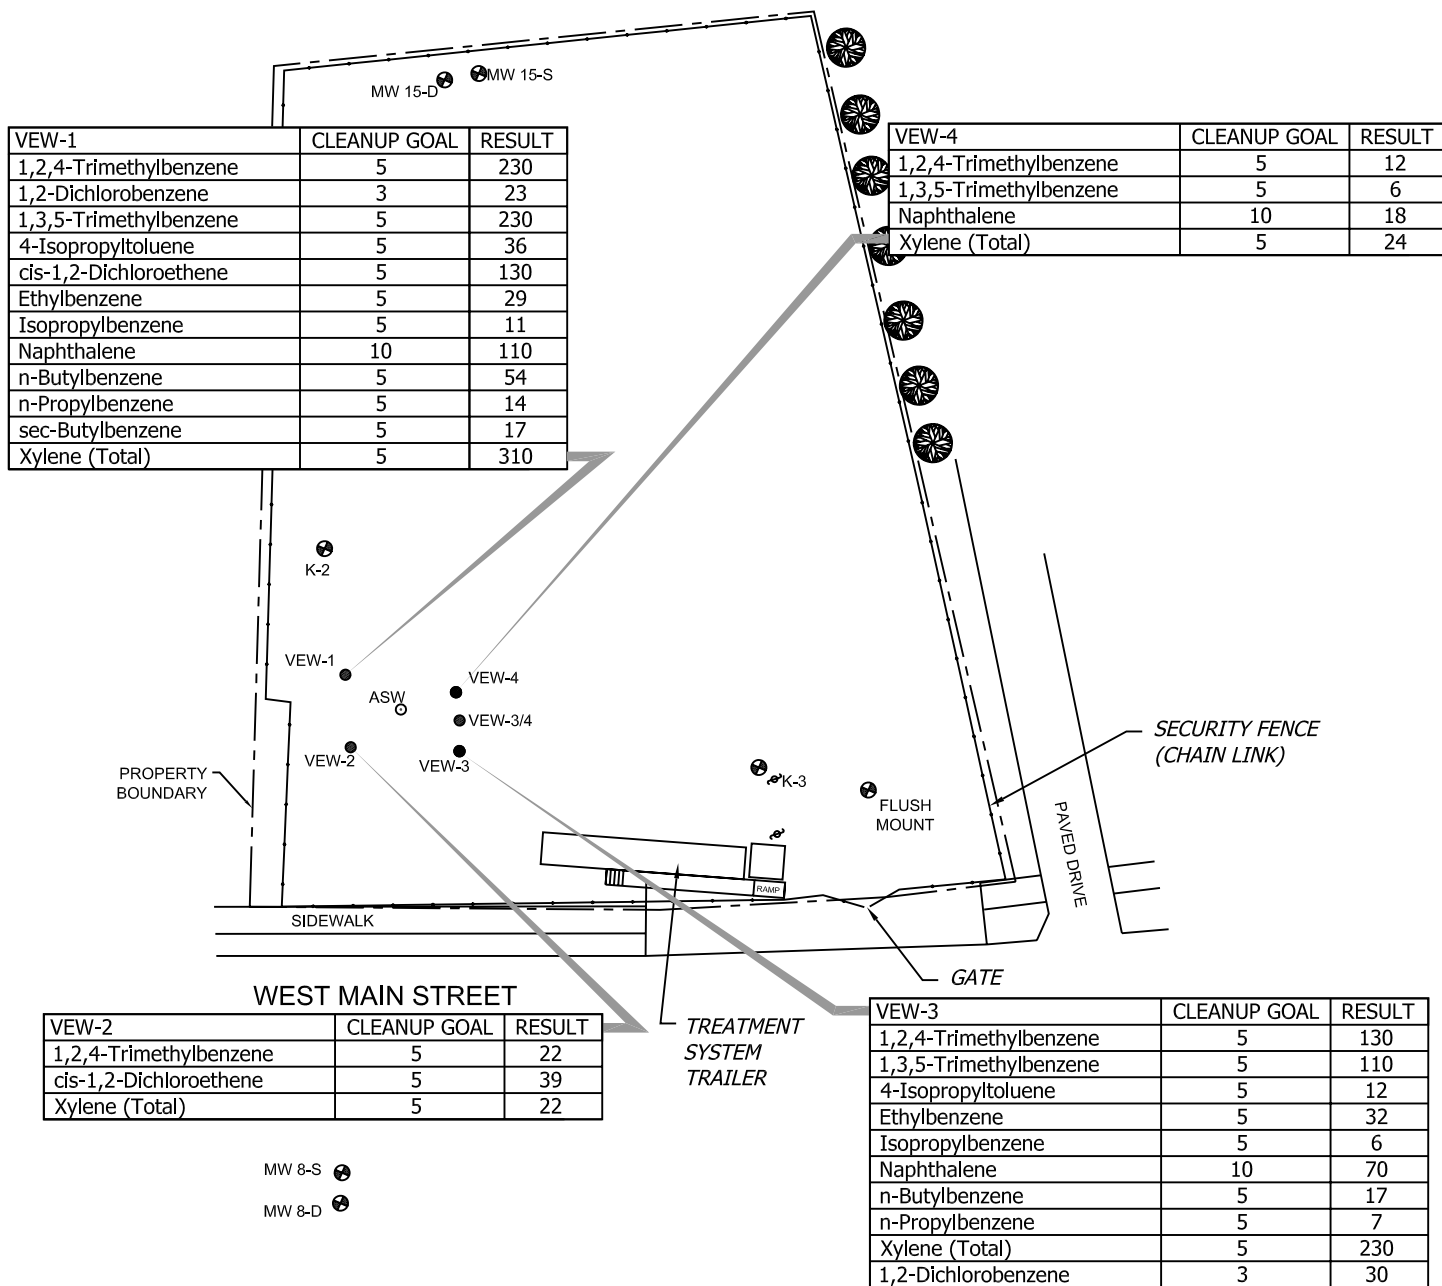 MW 15-D
MW 15-S
VEW-1 CLEANUP GOAL RESULT
1,2,4-Trimethylbenzene 5 230
1,2-Dichlorobenzene 3 23
1,3,5-Trimethylbenzene 5 230
4-Isopropyltoluene 5 36
cis-1,2-Dichloroethene 5 130
Ethylbenzene 5 29
Isopropylbenzene 5 11
Naphthalene 10 110
n-Butylbenzene 5 54
n-Propylbenzene 5 14
sec-Butylbenzene 5 17
Xylene (Total) 5 310
VEW-4 CLEANUP GOAL RESULT
1,2,4-Trimethylbenzene 5 12
1,3,5-Trimethylbenzene 5 6
Naphthalene 10 18
Xylene (Total) 5 24
K-2
VEW-1
ASW
VEW-4
VEW-3/4
VEW-2
VEW-3
PROPERTY
BOUNDARY
K-3
FLUSH
MOUNT
SECURITY FENCE
(CHAIN LINK)
PAVED DRIVE
RAMP
SIDEWALK
GATE
WEST MAIN STREET
TREATMENT
SYSTEM
TRAILER
VEW-2 CLEANUP GOAL RESULT
1,2,4-Trimethylbenzene 5 22
cis-1,2-Dichloroethene 5 39
Xylene (Total) 5 22
VEW-3 CLEANUP GOAL RESULT
1,2,4-Trimethylbenzene 5 130
1,3,5-Trimethylbenzene 5 110
4-Isopropyltoluene 5 12
Ethylbenzene 5 32
Isopropylbenzene 5 6
Naphthalene 10 70
n-Butylbenzene 5 17
n-Propylbenzene 5 7
Xylene (Total) 5 230
1,2-Dichlorobenzene 3 30
MW 8-S
MW 8-D